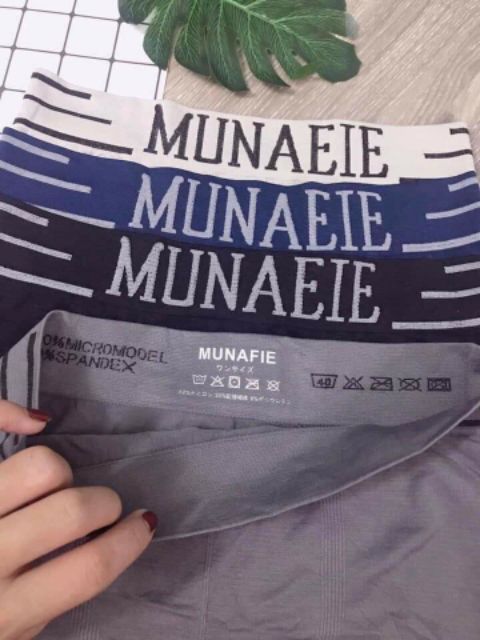 MUNAEIE
MUNAEIE
MUNAEIE
0%MICROMODEL
%SPANDEX
MUNAFIE
ワンサイズ
40